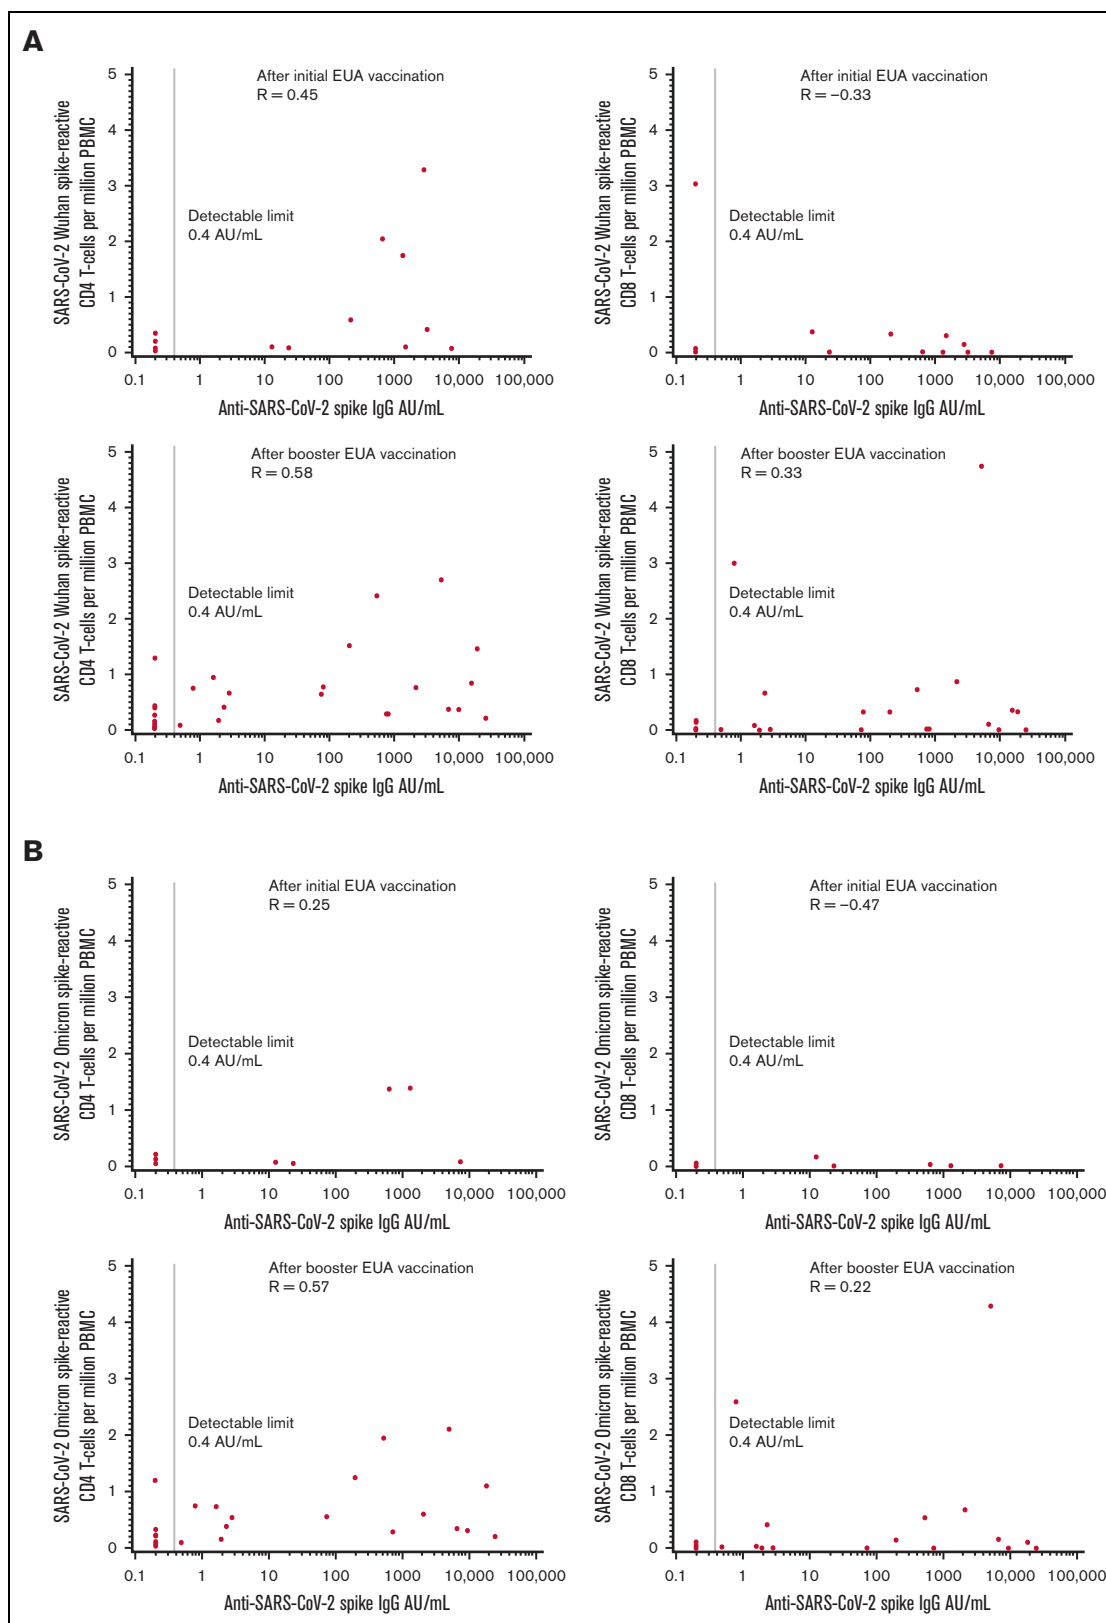 A
SARS-CoV-2 Wuhan spike-reactive
CD4 T-cells per million PBMC
5
4
3
2
1
0
After initial EUA vaccination
R = 0.45
Detectable limit
0.4 AU/mL
0.1 1 10 100 1000 10,000 100,000
Anti-SARS-CoV-2 spike IgG AU/mL
SARS-CoV-2 Wuhan spike-reactive
CD8 T-cells per million PBMC
5
4
3
2
1
0
After initial EUA vaccination
R = –0.33
Detectable limit
0.4 AU/mL
0.1 1 10 100 1000 10,000 100,000
Anti-SARS-CoV-2 spike IgG AU/mL
SARS-CoV-2 Wuhan spike-reactive
CD4 T-cells per million PBMC
5
4
3
2
1
0
After booster EUA vaccination
R = 0.58
Detectable limit
0.4 AU/mL
0.1 1 10 100 1000 10,000 100,000
Anti-SARS-CoV-2 spike IgG AU/mL
SARS-CoV-2 Wuhan spike-reactive
CD8 T-cells per million PBMC
5
4
3
2
1
0
After booster EUA vaccination
R = 0.33
Detectable limit
0.4 AU/mL
0.1 1 10 100 1000 10,000 100,000
Anti-SARS-CoV-2 spike IgG AU/mL
B
SARS-CoV-2 Omicron spike-reactive
CD4 T-cells per million PBMC
5
4
3
2
1
0
After initial EUA vaccination
R = 0.25
Detectable limit
0.4 AU/mL
0.1 1 10 100 1000 10,000 100,000
Anti-SARS-CoV-2 spike IgG AU/mL
SARS-CoV-2 Omicron spike-reactive
CD8 T-cells per million PBMC
5
4
3
2
1
0
After initial EUA vaccination
R = –0.47
Detectable limit
0.4 AU/mL
0.1 1 10 100 1000 10,000 100,000
Anti-SARS-CoV-2 spike IgG AU/mL
SARS-CoV-2 Omicron spike-reactive
CD4 T-cells per million PBMC
5
4
3
2
1
0
After booster EUA vaccination
R = 0.57
Detectable limit
0.4 AU/mL
0.1 1 10 100 1000 10,000 100,000
Anti-SARS-CoV-2 spike IgG AU/mL
SARS-CoV-2 Omicron spike-reactive
CD8 T-cells per million PBMC
5
4
3
2
1
0
After booster EUA vaccination
R = 0.22
Detectable limit
0.4 AU/mL
0.1 1 10 100 1000 10,000 100,000
Anti-SARS-CoV-2 spike IgG AU/mL